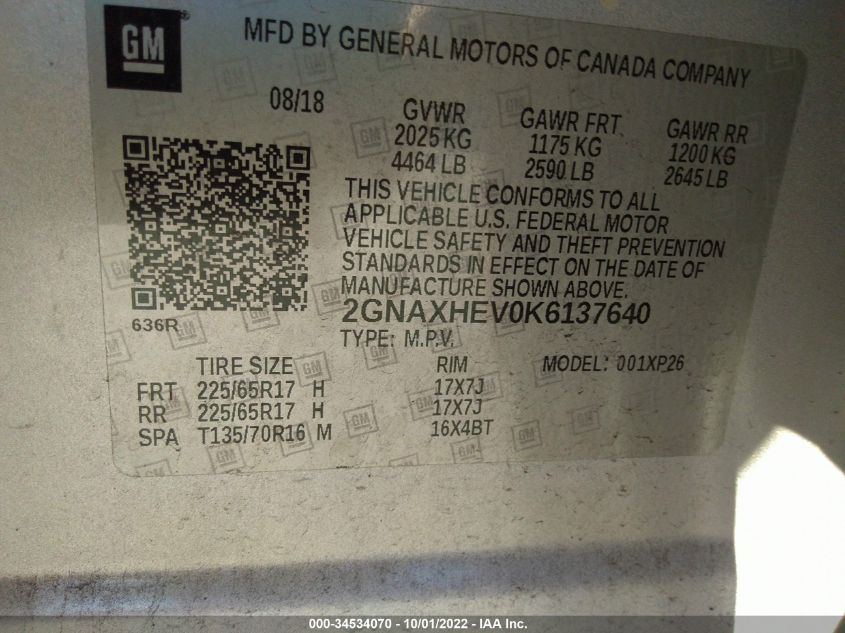 GM
MFD BY GENERAL MOTORS OF CANADA COMPANY
08/18 GVWR GAWR FRT GAWR RR
2025 KG 1175 KG 1200 KG
4464 LB 2590 LB 2645 LB
THIS VEHICLE CONFORMS TO ALL
APPLICABLE U.S. FEDERAL MOTOR
VEHICLE SAFETY AND THEFT PREVENTION
STANDARDS IN EFFECT ON THE DATE OF
MANUFACTURE SHOWN ABOVE.
636R
2GNAXHEV0K6137640
TYPE: M.P.V.
TIRE SIZE RIM MODEL: 001XP26
FRT 225/65R17 H 17X7J
RR 225/65R17 H 17X7J
SPA T135/70R16 M 16X4BT
000-34534070 - 10/01/2022 - IAA Inc.